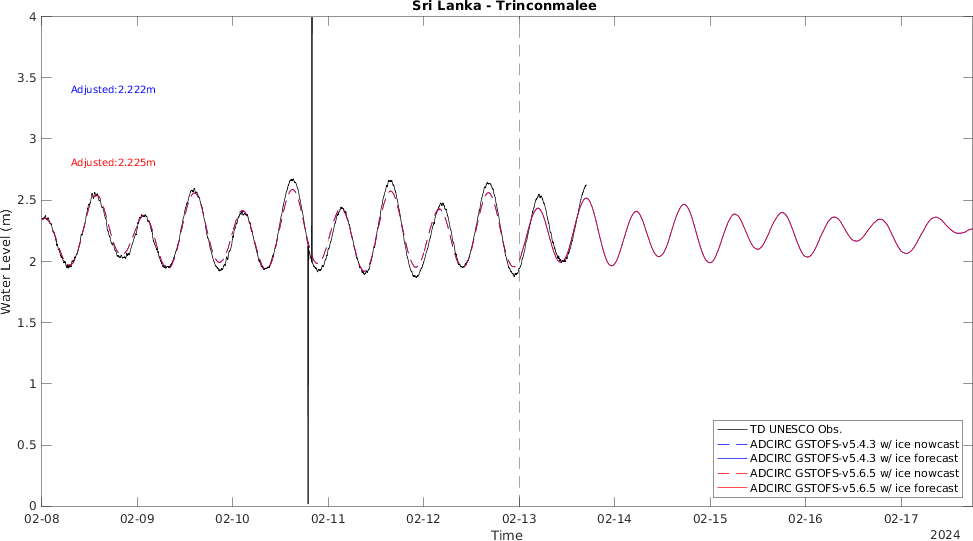 Sri Lanka - Trinconmalee
4
3.5
3
2.5
2
1.5
1
0.5
0
Water Level (m)
Adjusted:2.222m
Adjusted:2.225m
TD UNESCO Obs.
ADCIRC GSTOFS-v5.4.3 w/ ice nowcast
ADCIRC GSTOFS-v5.4.3 w/ ice forecast
ADCIRC GSTOFS-v5.6.5 w/ ice nowcast
ADCIRC GSTOFS-v5.6.5 w/ ice forecast
02-08 02-09 02-10 02-11 02-12 02-13 02-14 02-15 02-16 02-17
Time
2024